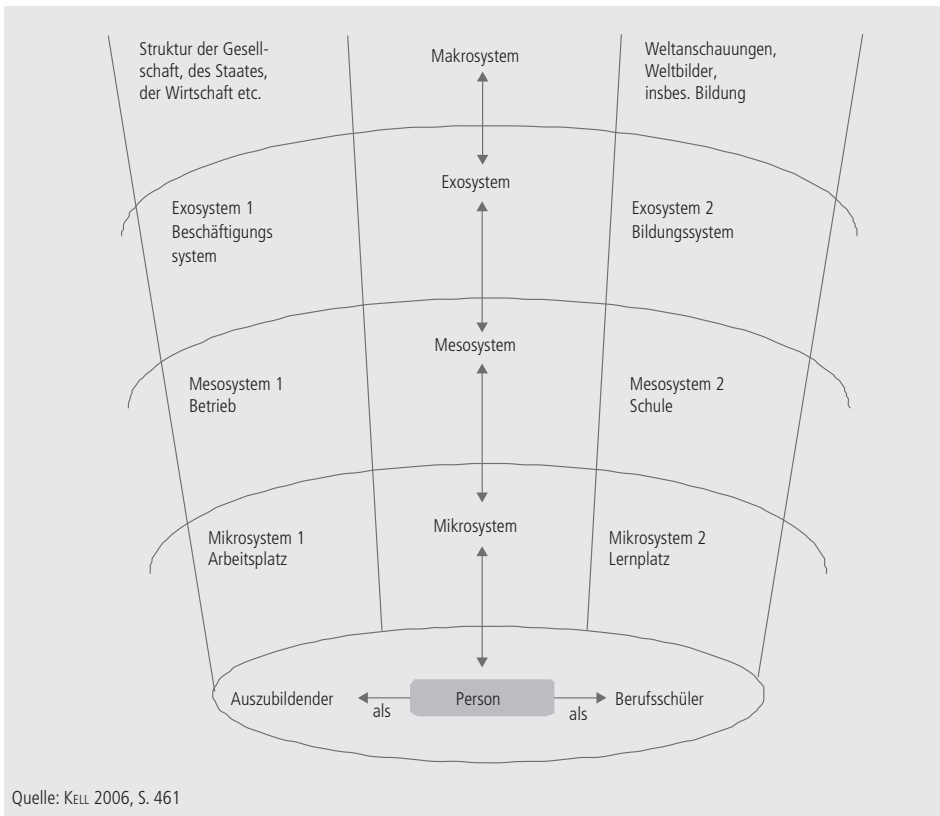 Struktur der Gesell-
schaft, des Staates,
der Wirtschaft etc.
Makrosystem
Weltanschauungen,
Weltbilder,
insbes. Bildung
Exosystem 1
Beschäftigungs
system
Exosystem
Exosystem 2
Bildungssystem
Mesosystem 1
Betrieb
Mesosystem
Mesosystem 2
Schule
Mikrosystem 1
Arbeitsplatz
Mikrosystem
Mikrosystem 2
Lernplatz
Auszubildender
als
Person
als
Berufsschüler
Quelle: KELL 2006, S. 461